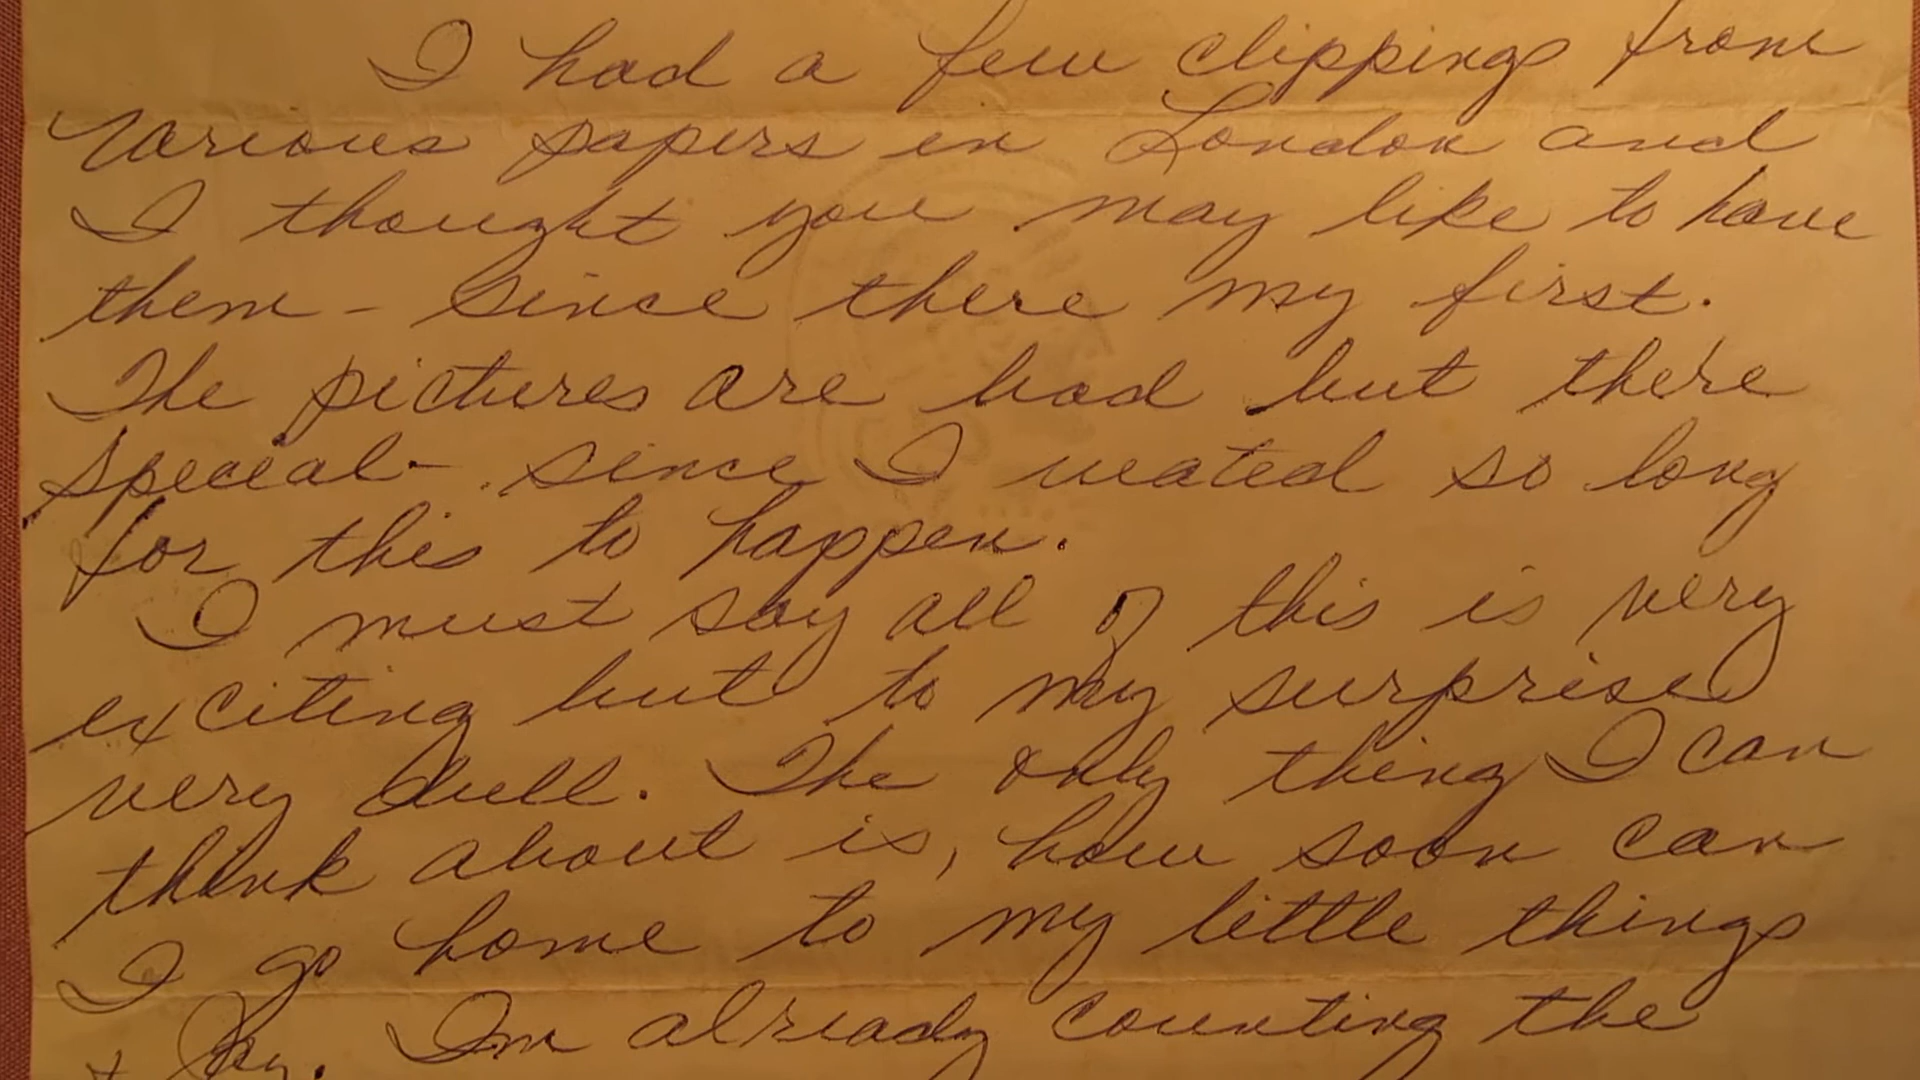 I had a few clippings from
various papers in London and
I thought you may like to have
them - since there my first.
The pictures are bad but there
special - since I waited so long
for this to happen.
I must say all of this is very
exciting but to my surprise
very dull. The only thing I can
think about is, how soon can
I go home to my little things
+ Joy. Im already counting the